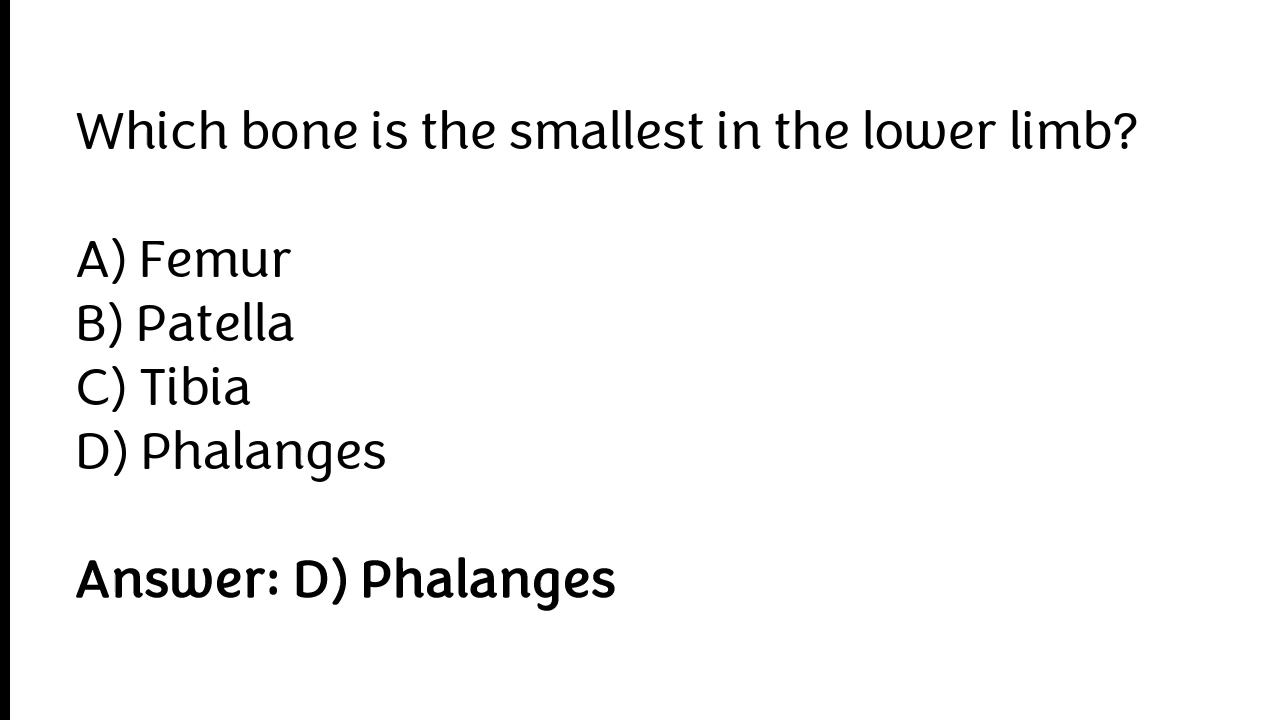 Which bone is the smallest in the lower limb?
A) Femur
B) Patella
C) Tibia
D) Phalanges
Answer: D) Phalanges